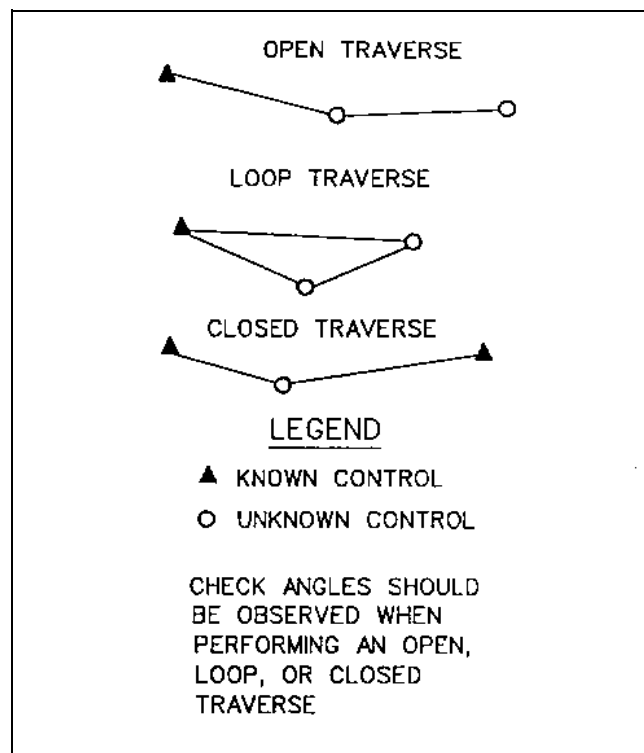 OPEN TRAVERSE
LOOP TRAVERSE
CLOSED TRAVERSE
LEGEND
KNOWN CONTROL
UNKNOWN CONTROL
CHECK ANGLES SHOULD
BE OBSERVED WHEN
PERFORMING AN OPEN,
LOOP, OR CLOSED
TRAVERSE